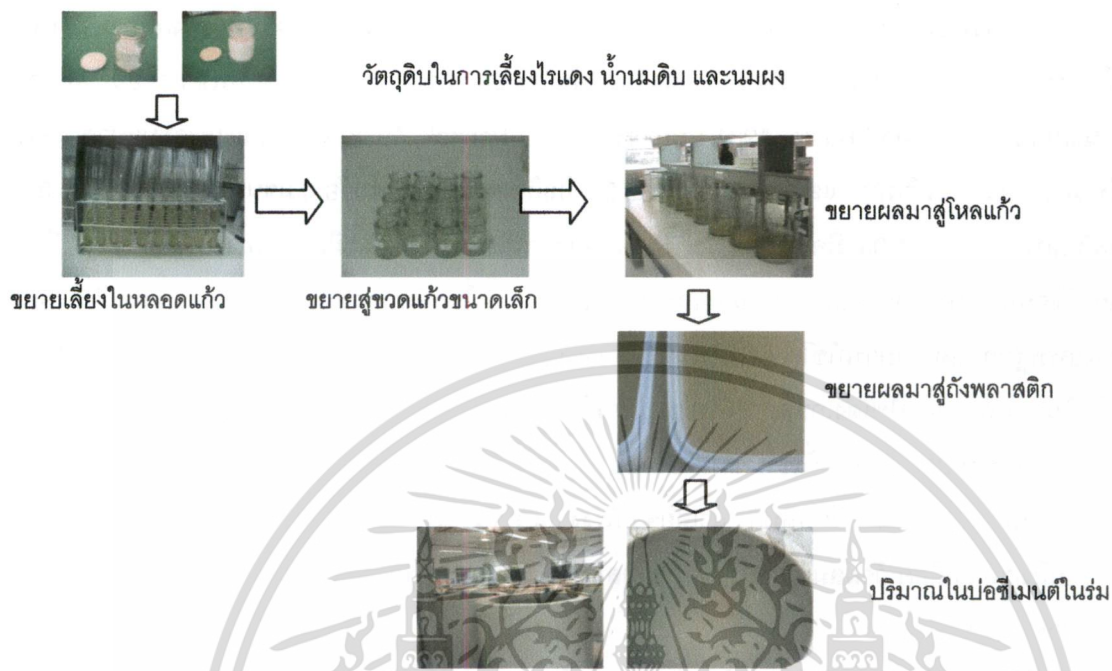 วัตถุดิบในการเลี้ยงไรแดง น้ำนมดิบ และนมผง
ขยายผลมาสู่โหลแก้ว
ขยายเลี้ยงในหลอดแก้ว
ขยายสู่ขวดแก้วขนาดเล็ก
ขยายผลมาสู่ถังพลาสติก
ปริมาณในบ่อซีเมนต์ในร่ม